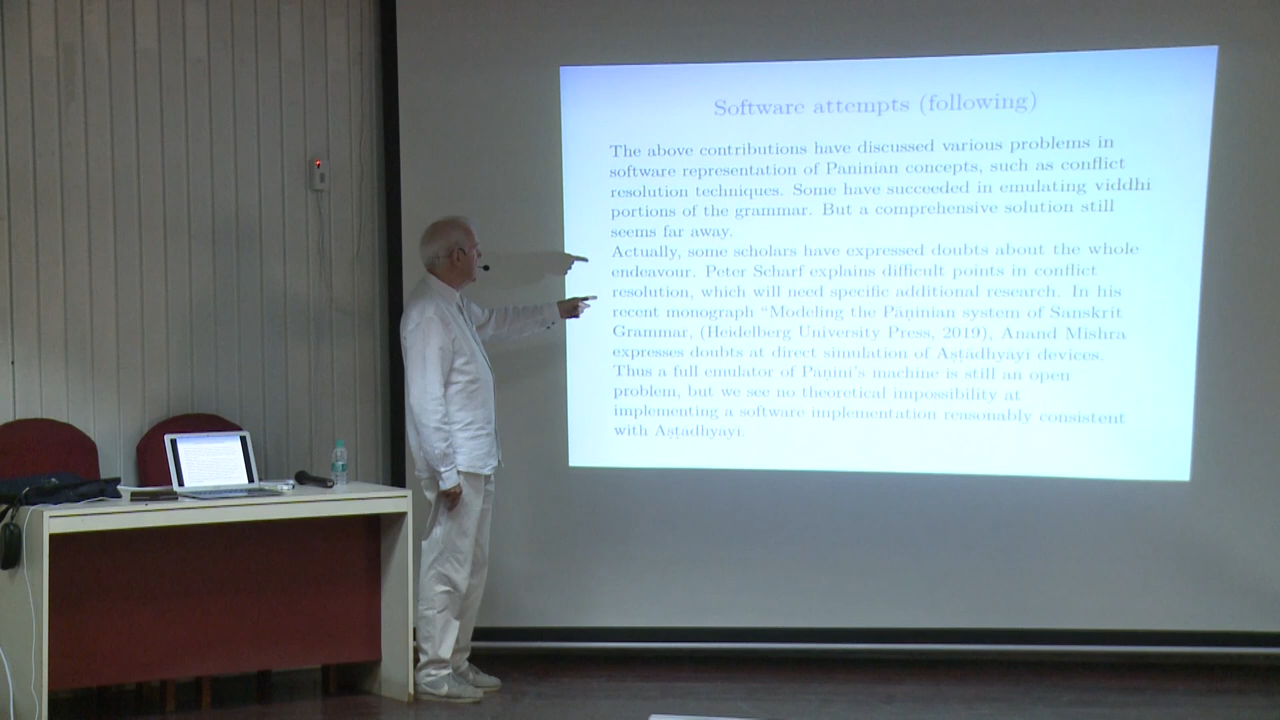 Software attempts (following)
The above contributions have discussed various problems in
software representation of Paninian concepts, such as conflict
resolution techniques. Some have succeeded in emulating viddhi
portions of the grammar. But a comprehensive solution still
seems far away.
Actually, some scholars have expressed doubts about the whole
endeavour. Peter Scharf explains difficult points in conflict
resolution, which will need specific additional research. In his
recent monograph “Modeling the Pāṇinian system of Sanskrit
Grammar, (Heidelberg University Press, 2019), Anand Mishra
expresses doubts at direct simulation of Aṣṭādhyāyī devices.
Thus a full emulator of Pāṇini's machine is still an open
problem, but we see no theoretical impossibility at
implementing a software implementation reasonably consistent
with Aṣṭādhyāyī.